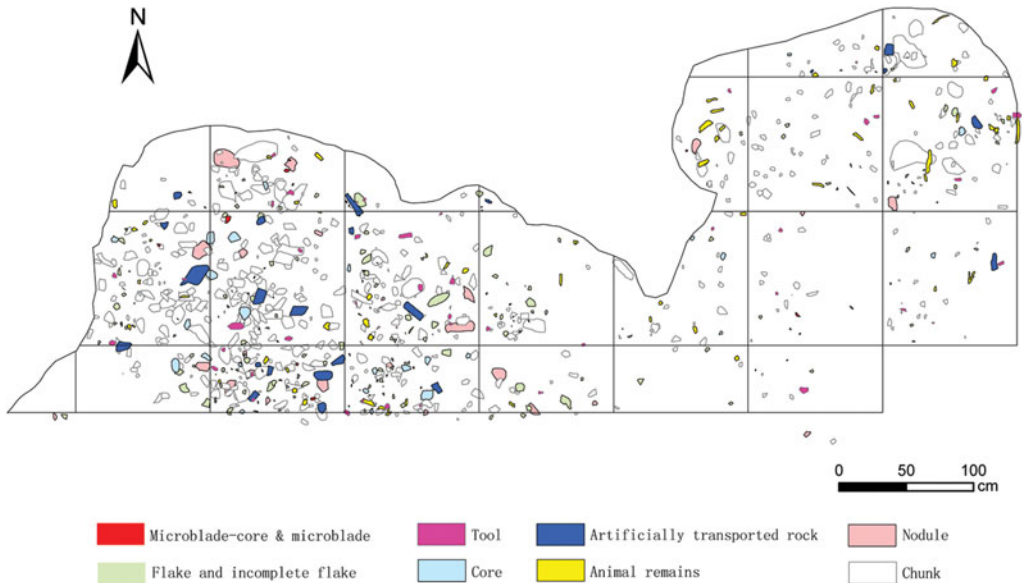 N
0 50 100
cm
Microblade-core & microblade Tool Artificially transported rock Nodule
Flake and incomplete flake Core Animal remains Chunk